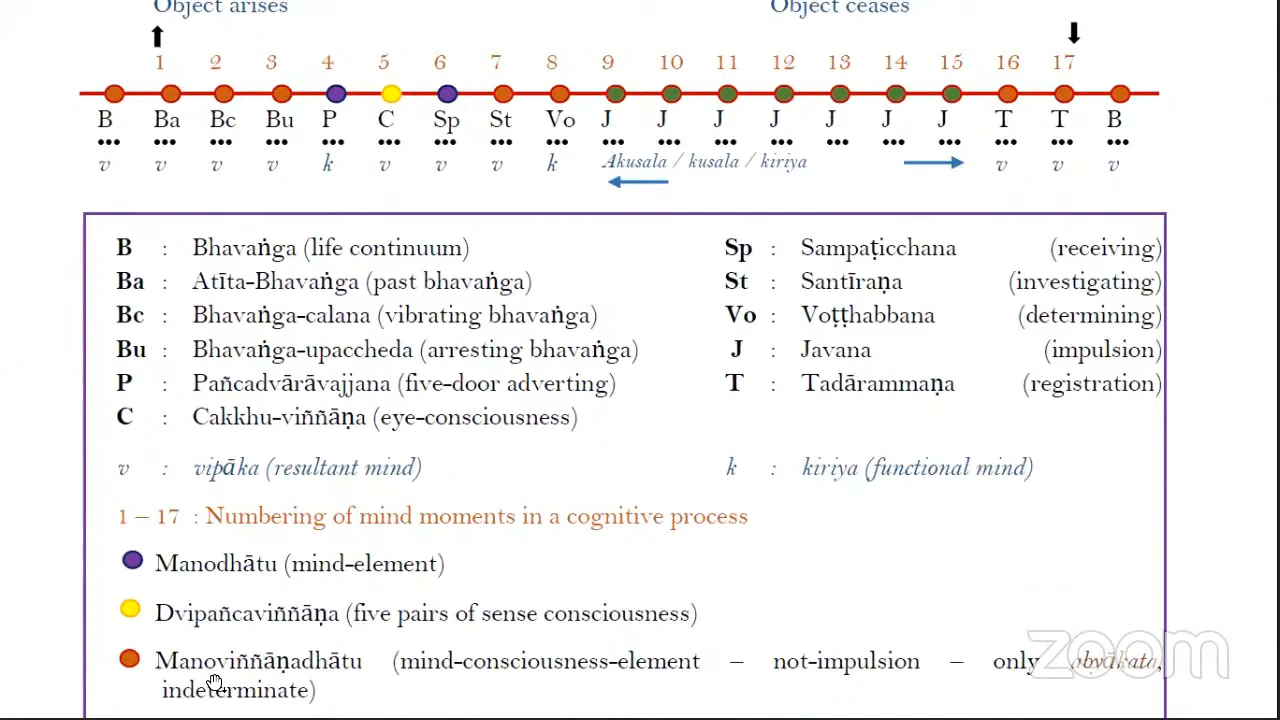 Object arises Object ceases
1 2 3 4 5 6 7 8 9 10 11 12 13 14 15 16 17
B Ba Bc Bu P C Sp St Vo J J J J J J J T T B
v v v v k v v v k Akusala / kusala / kiriya v v v
B : Bhavaṅga (life continuum) Sp : Sampaṭicchana (receiving)
Ba : Atīta-Bhavaṅga (past bhavaṅga) St : Santīraṇa (investigating)
Bc : Bhavaṅga-calana (vibrating bhavaṅga) Vo : Voṭṭhabbana (determining)
Bu : Bhavaṅga-upaccheda (arresting bhavaṅga) J : Javana (impulsion)
P : Pañcadvārāvajjana (five-door adverting) T : Tadārammaṇa (registration)
C : Cakkhu-viññāṇa (eye-consciousness)
v : vipāka (resultant mind) k : kiriya (functional mind)
1 – 17 : Numbering of mind moments in a cognitive process
Manodhātu (mind-element)
Dvipañcaviññāṇa (five pairs of sense consciousness)
Manoviññāṇadhātu (mind-consciousness-element – not-impulsion – only abyākata,
indeterminate)
zoom